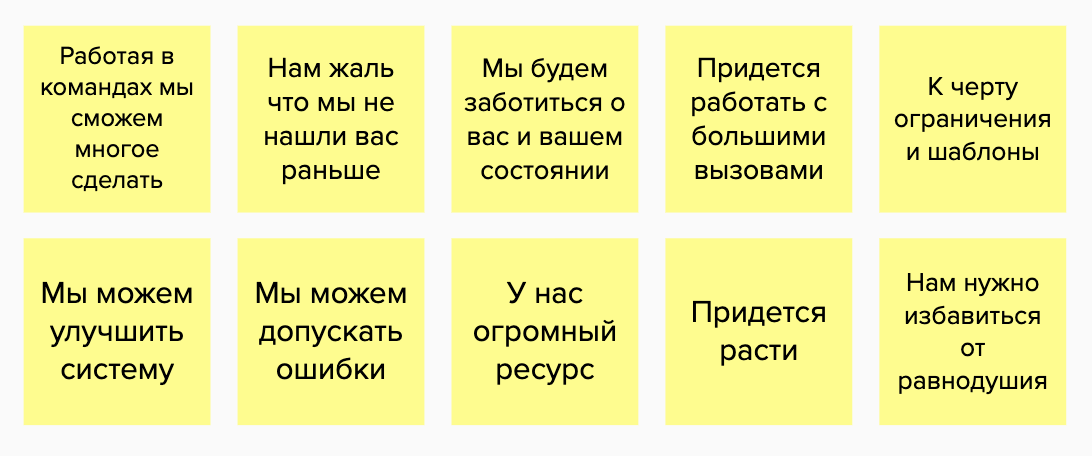 Работая в
командах мы
сможем
многое
сделать
Нам жаль
что мы не
нашли вас
раньше
Мы будем
заботиться о
вас и вашем
состоянии
Придется
работать с
большими
вызовами
К черту
ограничения
и шаблоны
Мы можем
улучшить
систему
Мы можем
допускать
ошибки
У нас
огромный
ресурс
Придется
расти
Нам нужно
избавиться
от
равнодушия